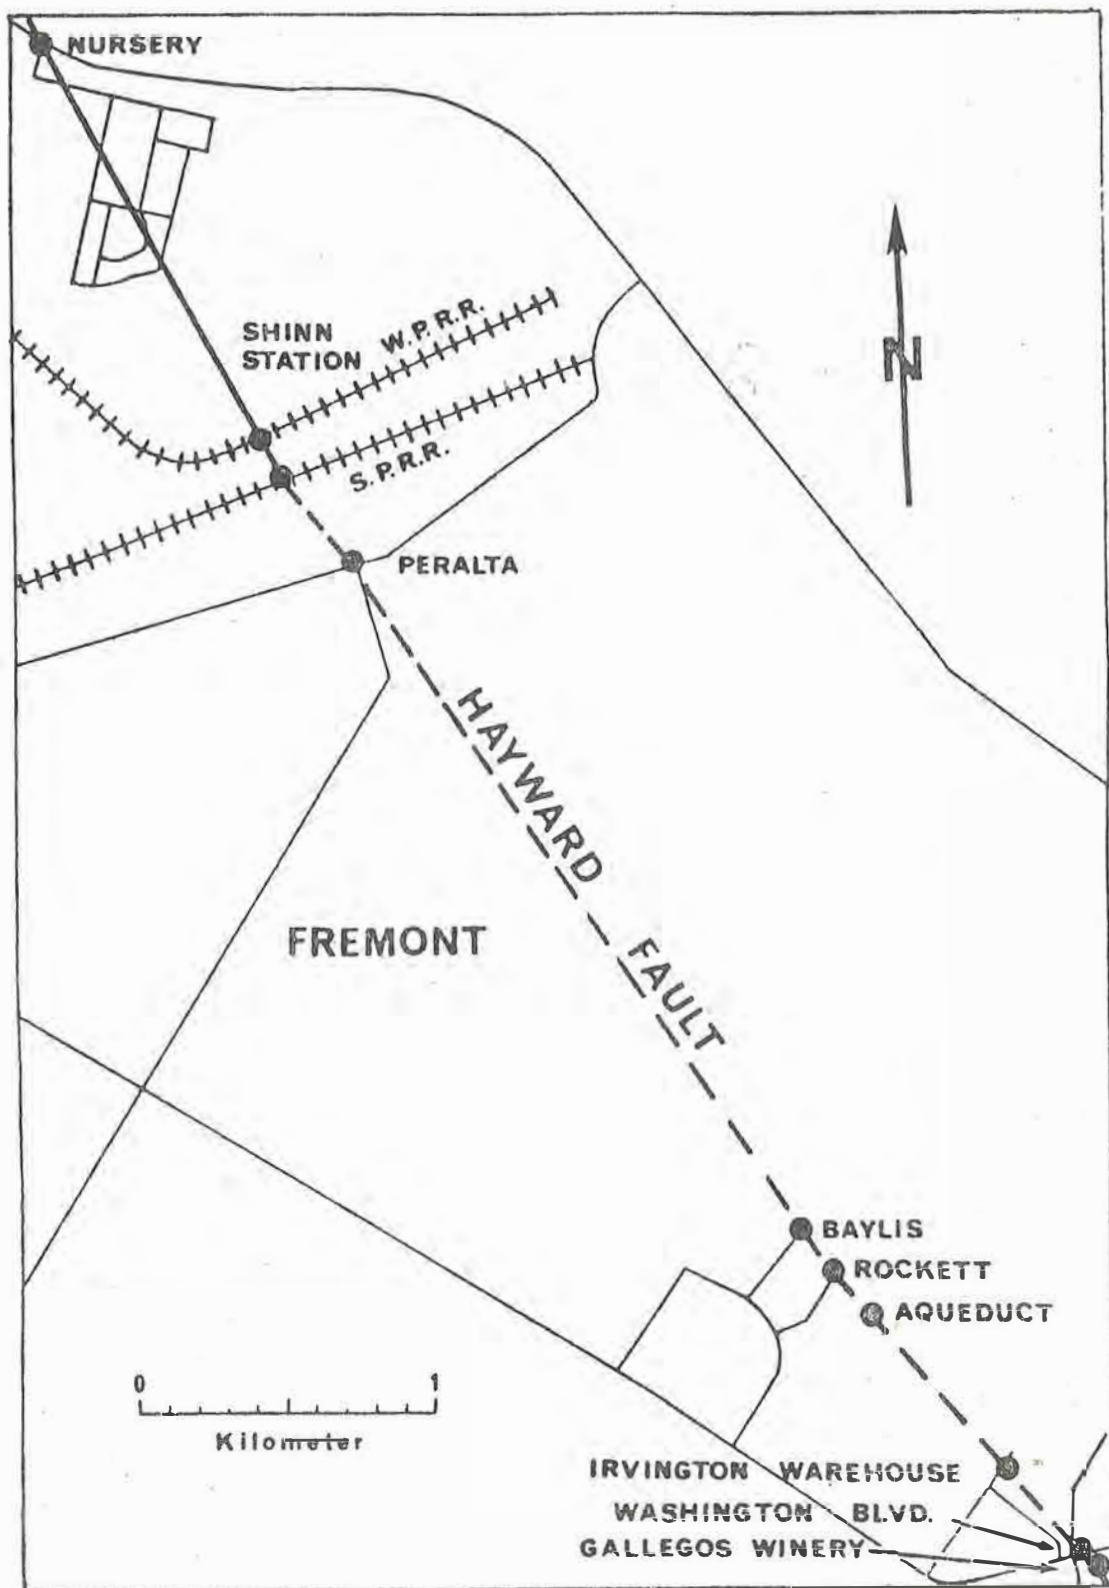 NURSERY
N
SHINN
STATION
W.P.R.R.
S.P.R.R.
PERALTA
HAYWARD
FAULT
FREMONT
BAYLIS
ROCKETT
AQUEDUCT
0 1
Kilometer
IRVINGTON WAREHOUSE
WASHINGTON BLVD.
GALLEGOS WINERY